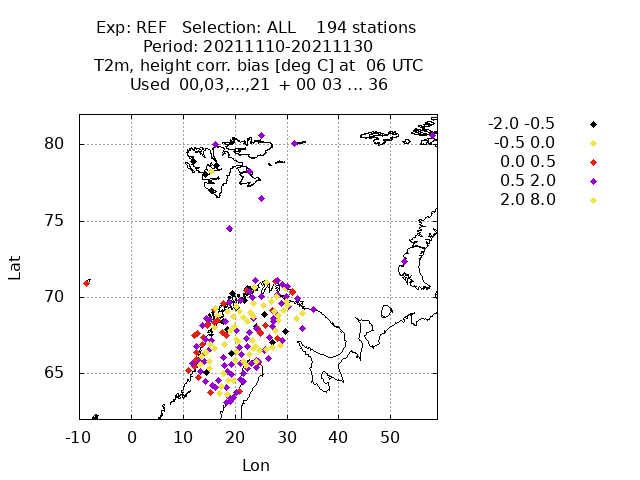 Exp: REF   Selection: ALL    194 stations
Period: 20211110-20211130
T2m, height corr. bias [deg C] at  06 UTC
Used  00,03,...,21  + 00 03 ... 36
-2.0 -0.5
-0.5 0.0
0.0 0.5
0.5 2.0
2.0 8.0
80
75
70
65
Lat
-10 0 10 20 30 40 50
Lon